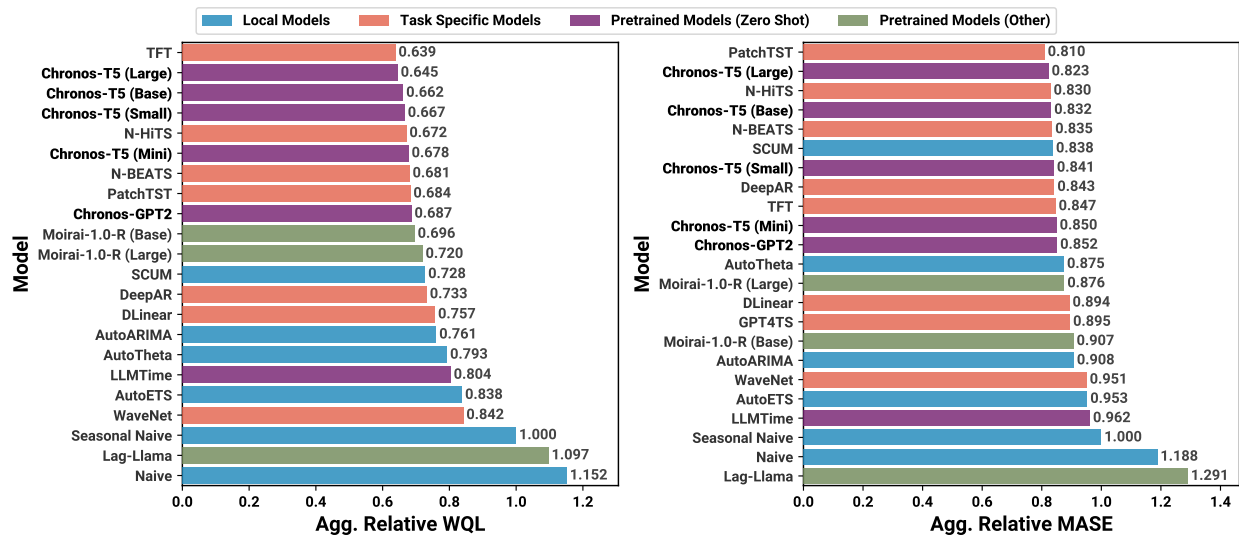 Local Models Task Specific Models Pretrained Models (Zero Shot) Pretrained Models (Other)
Model
TFT 0.639
Chronos-T5 (Large) 0.645
Chronos-T5 (Base) 0.662
Chronos-T5 (Small) 0.667
N-HiTS 0.672
Chronos-T5 (Mini) 0.678
N-BEATS 0.681
PatchTST 0.684
Chronos-GPT2 0.687
Moirai-1.0-R (Base) 0.696
Moirai-1.0-R (Large) 0.720
SCUM 0.728
DeepAR 0.733
DLinear 0.757
AutoARIMA 0.761
AutoTheta 0.793
LLMTime 0.804
AutoETS 0.838
WaveNet 0.842
Seasonal Naive 1.000
Lag-Llama 1.097
Naive 1.152
0.0 0.2 0.4 0.6 0.8 1.0 1.2
Agg. Relative WQL
Model
PatchTST 0.810
Chronos-T5 (Large) 0.823
N-HiTS 0.830
Chronos-T5 (Base) 0.832
N-BEATS 0.835
SCUM 0.838
Chronos-T5 (Small) 0.841
DeepAR 0.843
TFT 0.847
Chronos-T5 (Mini) 0.850
Chronos-GPT2 0.852
AutoTheta 0.875
Moirai-1.0-R (Large) 0.876
DLinear 0.894
GPT4TS 0.895
Moirai-1.0-R (Base) 0.907
AutoARIMA 0.908
WaveNet 0.951
AutoETS 0.953
LLMTime 0.962
Seasonal Naive 1.000
Naive 1.188
Lag-Llama 1.291
0.0 0.2 0.4 0.6 0.8 1.0 1.2 1.4
Agg. Relative MASE